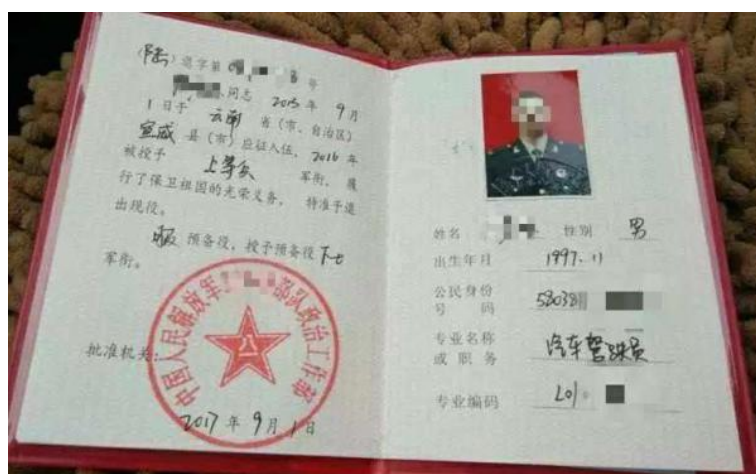 (陆) 退字第 号
同志 2015 年 9 月
1 日于 云南 省（市、自治区）
宣威 县（市）应征入伍，2016 年
被授予 上等兵 军衔，履
行了保卫祖国的光荣义务，特准予退
出现役。
服 预备役，授予预备役 下士
军衔。
中国人民解放军 部队政治工作部
批准机关：
2017 年 9 月 1 日
姓名 性别 男
出生年月 1997.11
公民身份
号 码
专业名称 汽车驾驶员
或 职 务
专业编码 L01